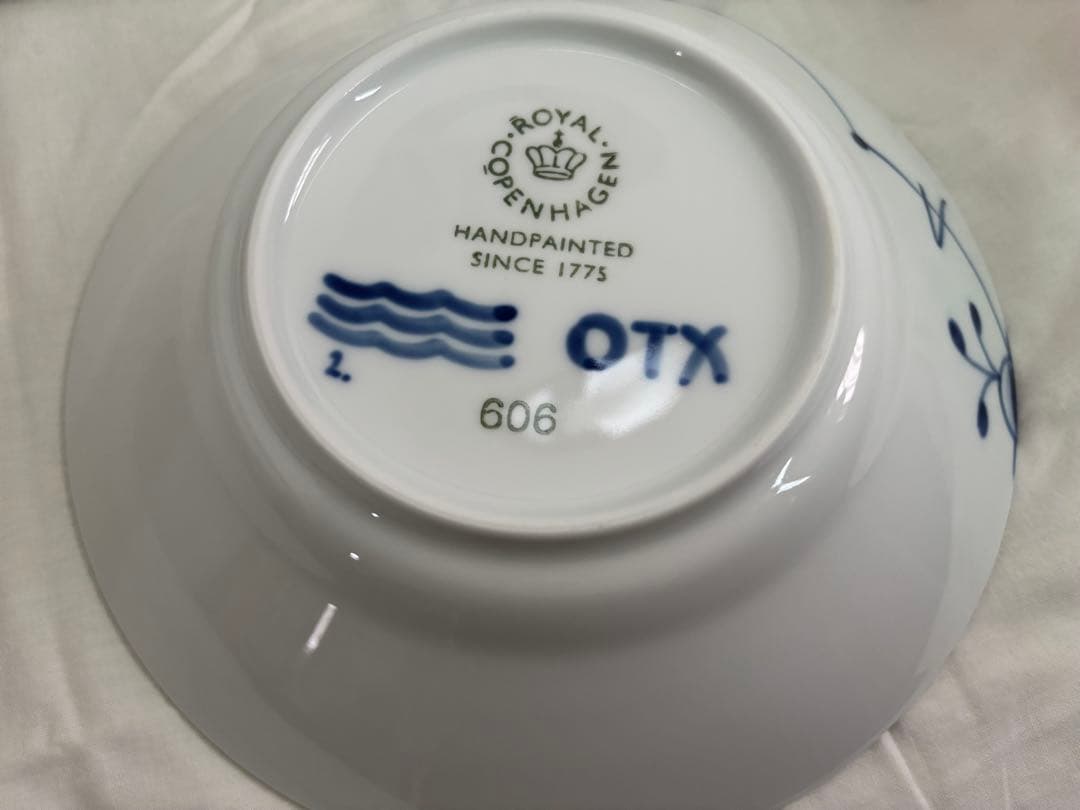 ROYAL · COPENHAGEN ·
HANDPAINTED
SINCE 1775
OTX
2.
606